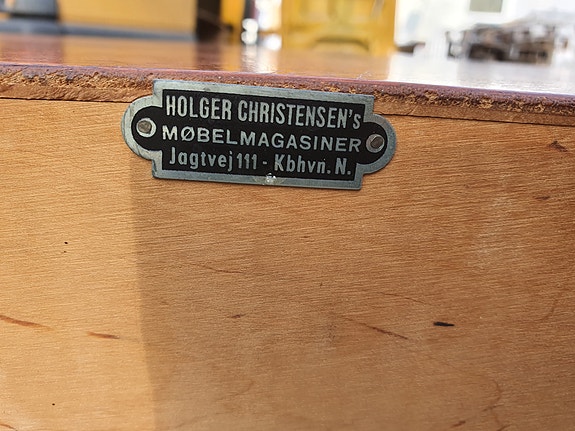 HOLGER CHRISTENSEN's
MØBELMAGASINER
Jagtvej 111 - Kbhvn. N.